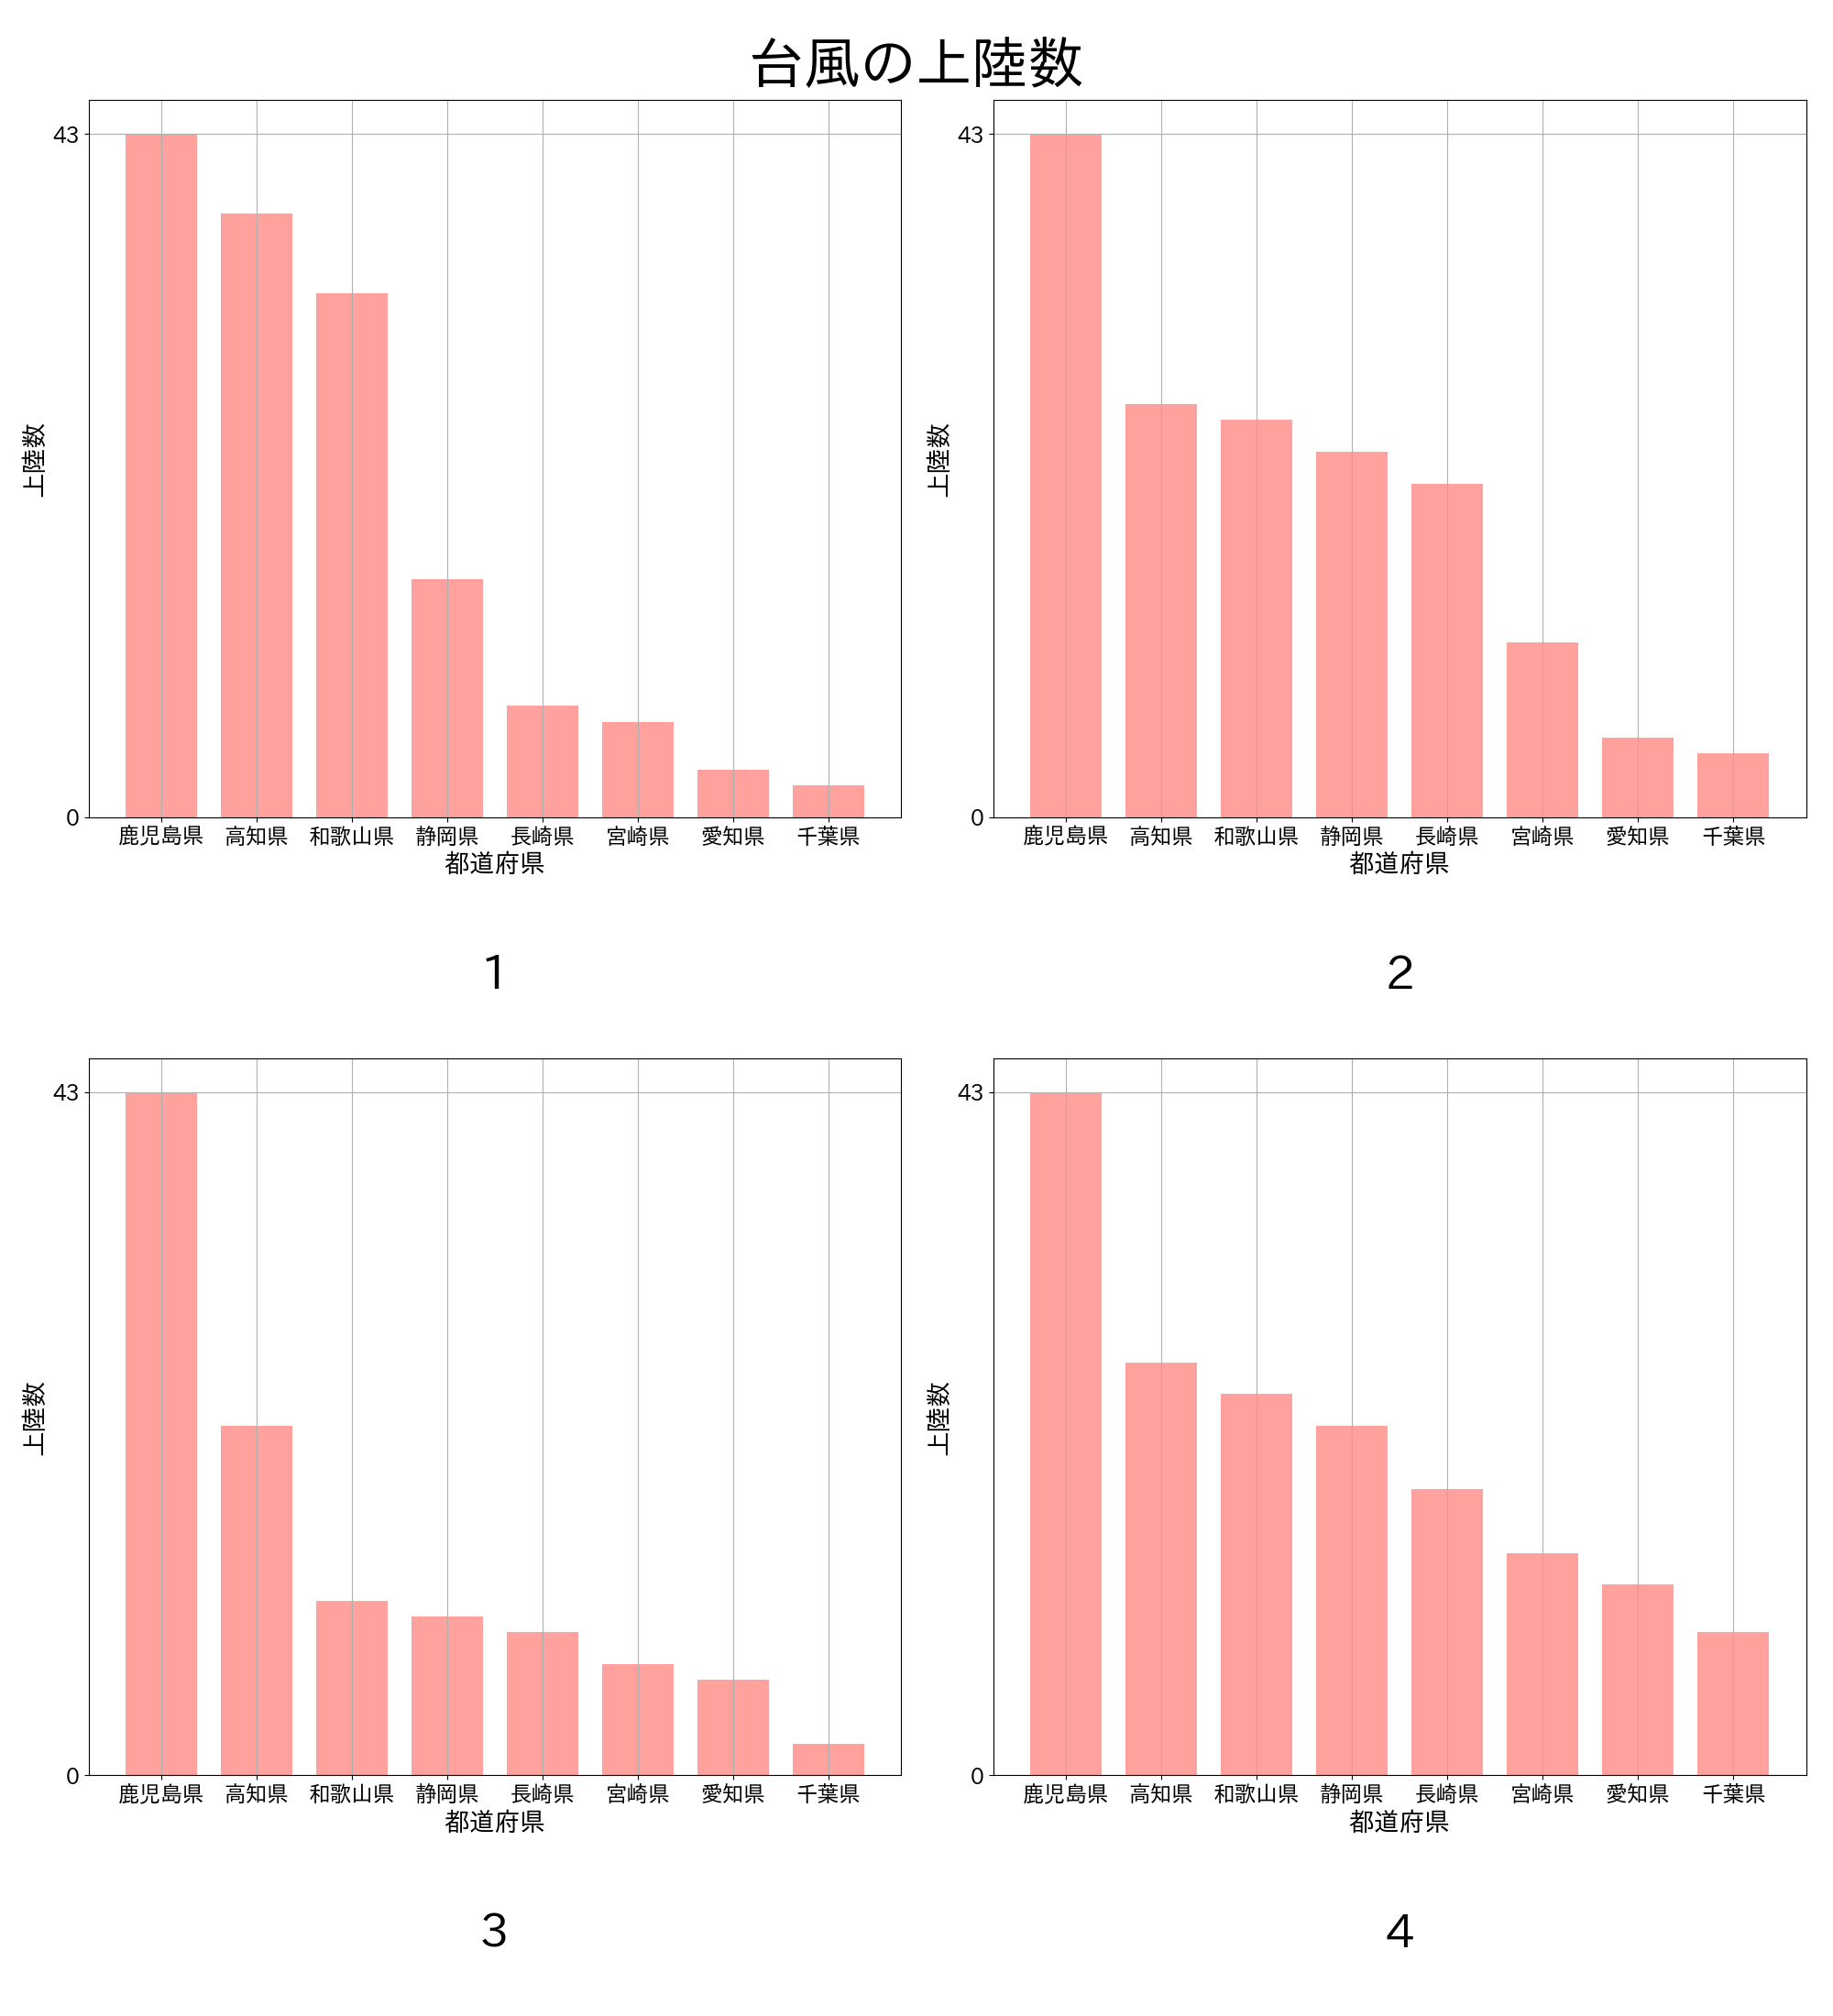 台風の上陸数
43
0
上陸数
鹿児島県 高知県 和歌山県 静岡県 長崎県 宮崎県 愛知県 千葉県
都道府県
1
43
0
上陸数
鹿児島県 高知県 和歌山県 静岡県 長崎県 宮崎県 愛知県 千葉県
都道府県
2
43
0
上陸数
鹿児島県 高知県 和歌山県 静岡県 長崎県 宮崎県 愛知県 千葉県
都道府県
3
43
0
上陸数
鹿児島県 高知県 和歌山県 静岡県 長崎県 宮崎県 愛知県 千葉県
都道府県
4